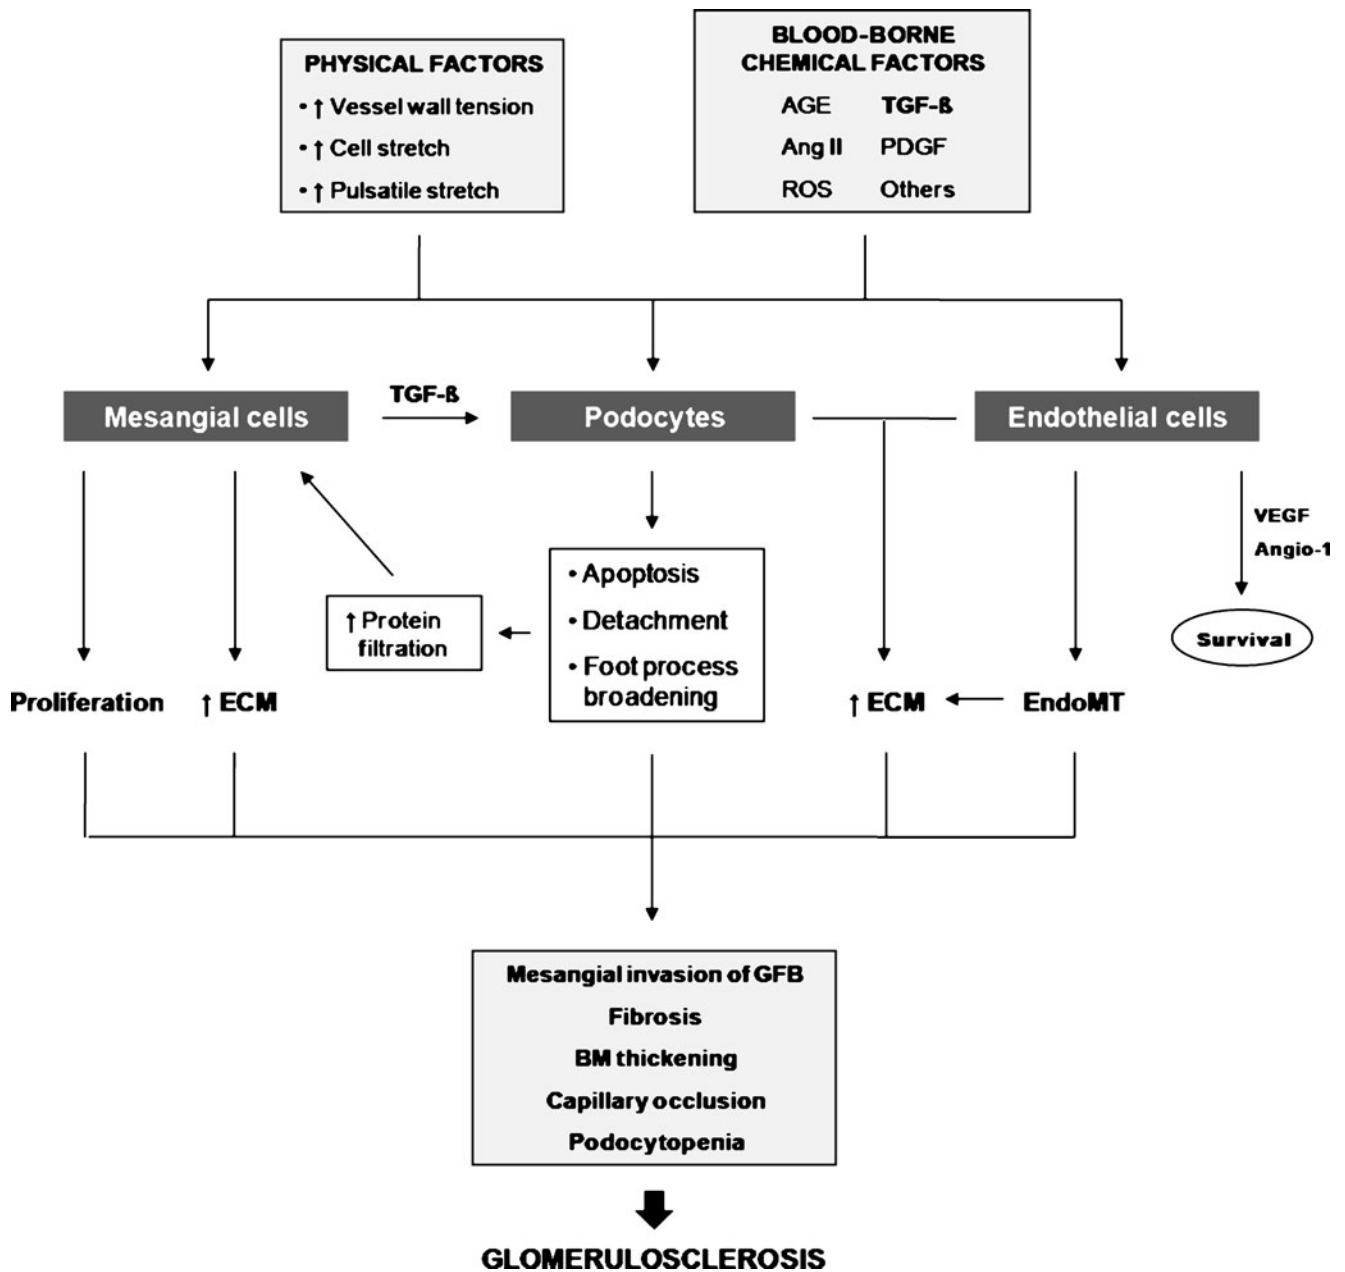 PHYSICAL FACTORS
• ↑ Vessel wall tension
• ↑ Cell stretch
• ↑ Pulsatile stretch
BLOOD-BORNE
CHEMICAL FACTORS
AGE TGF-ß
Ang II PDGF
ROS Others
Mesangial cells
TGF-ß
Podocytes
Endothelial cells
VEGF
Angio-1
Survival
• Apoptosis
• Detachment
• Foot process
broadening
↑ Protein
filtration
Proliferation
↑ ECM
↑ ECM
EndoMT
Mesangial invasion of GFB
Fibrosis
BM thickening
Capillary occlusion
Podocytopenia
GLOMERULOSCLEROSIS